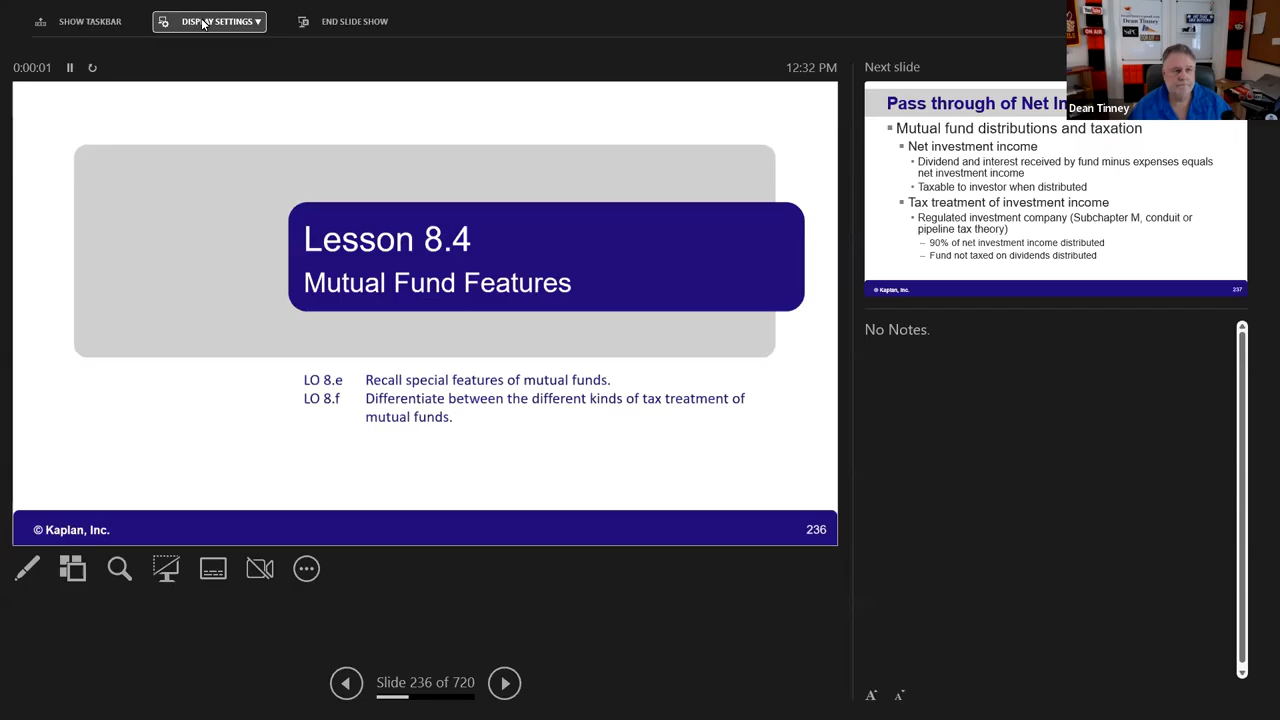 SHOW TASKBAR
DISPLAY SETTINGS ▼
END SLIDE SHOW
0:00:01
12:32 PM
Lesson 8.4
Mutual Fund Features
LO 8.e Recall special features of mutual funds.
LO 8.f Differentiate between the different kinds of tax treatment of
mutual funds.
© Kaplan, Inc.
236
Slide 236 of 720
Next slide
Pass through of Net
Mutual fund distributions and taxation
Net investment income
Dividend and interest received by fund minus expenses equals
net investment income
Taxable to investor when distributed
Tax treatment of investment income
Regulated investment company (Subchapter M, conduit or
pipeline tax theory)
– 90% of net investment income distributed
– Fund not taxed on dividends distributed
© Kaplan, Inc.
237
No Notes.
A
A
ON AIR
Dean Tinney
SIPC
Dean Tinney